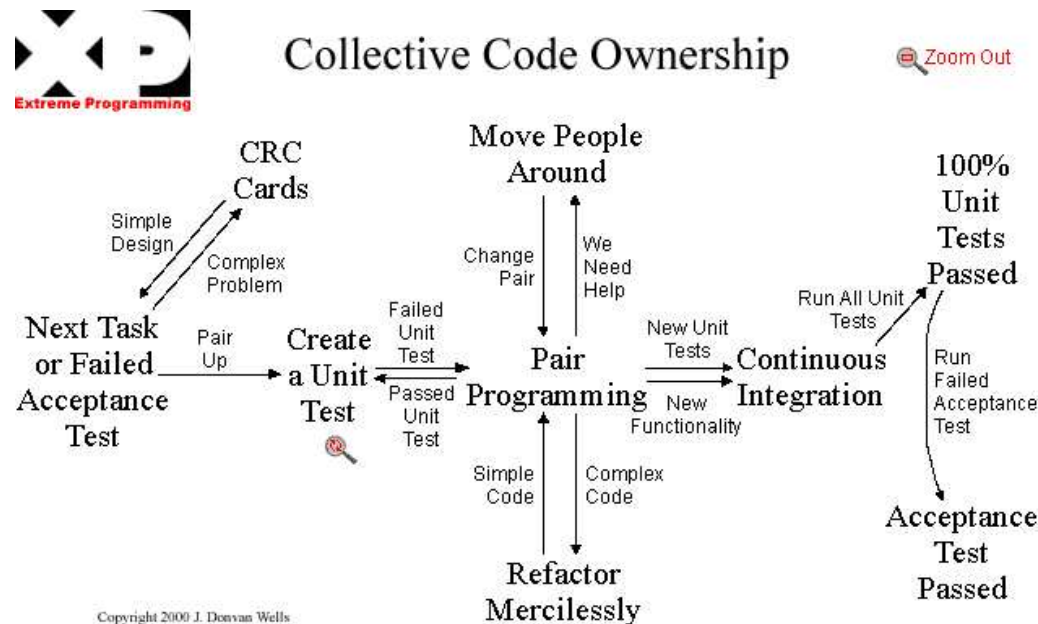 XP
Extreme Programming
Collective Code Ownership
Zoom Out
CRC
Cards
Simple
Design
Complex
Problem
Next Task
or Failed
Acceptance
Test
Pair
Up
Create
a Unit
Test
Failed
Unit
Test
Passed
Unit
Test
Move People
Around
Change
Pair
We
Need
Help
Pair
Programming
Simple
Code
Complex
Code
Refactor
Mercilessly
New Unit
Tests
New
Functionality
Continuous
Integration
Run All Unit
Tests
100%
Unit
Tests
Passed
Run
Failed
Acceptance
Test
Acceptance
Test
Passed
Copyright 2000 J. Donvan Wells